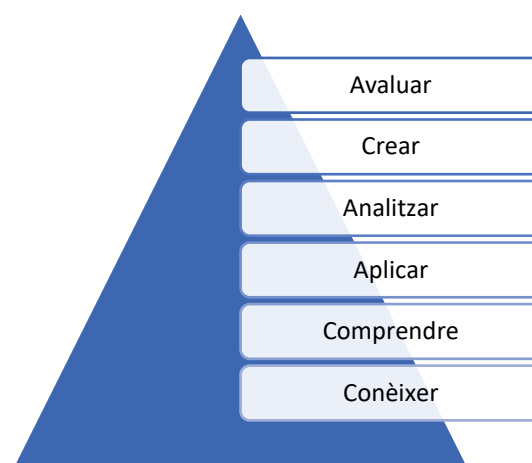 Avaluar
Crear
Analitzar
Aplicar
Comprendre
Conèixer